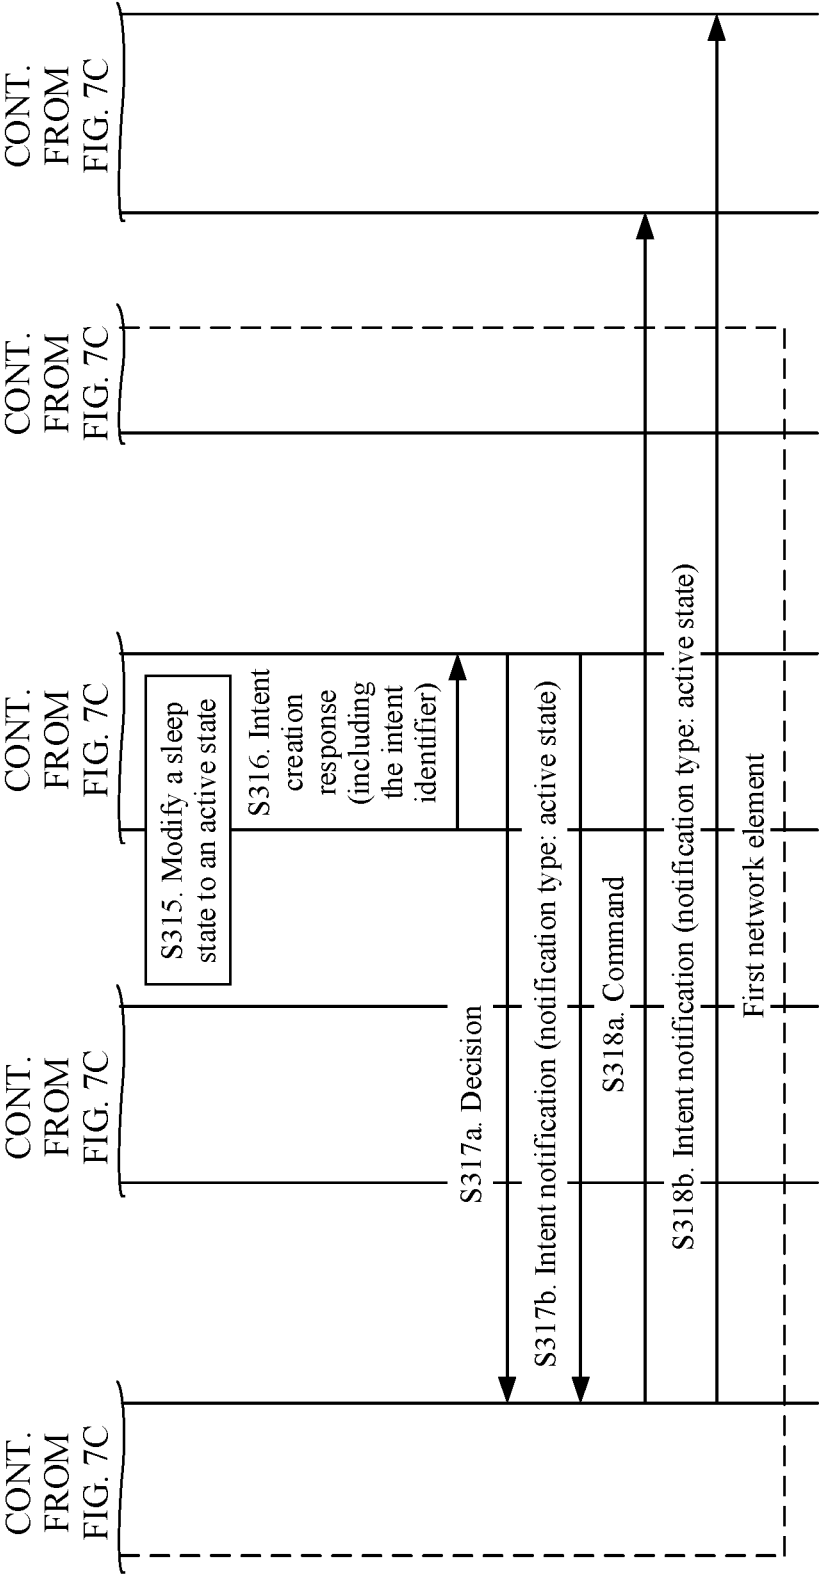 CONT.
FROM
FIG. 7C
CONT.
FROM
FIG. 7C
CONT.
FROM
FIG. 7C
CONT.
FROM
FIG. 7C
CONT.
FROM
FIG. 7C
S315. Modify a sleep
state to an active state
S316. Intent
creation
response
(including
the intent
identifier)
S317a. Decision
S317b. Intent notification (notification type: active state)
S318a. Command
S318b. Intent notification (notification type: active state)
First network element